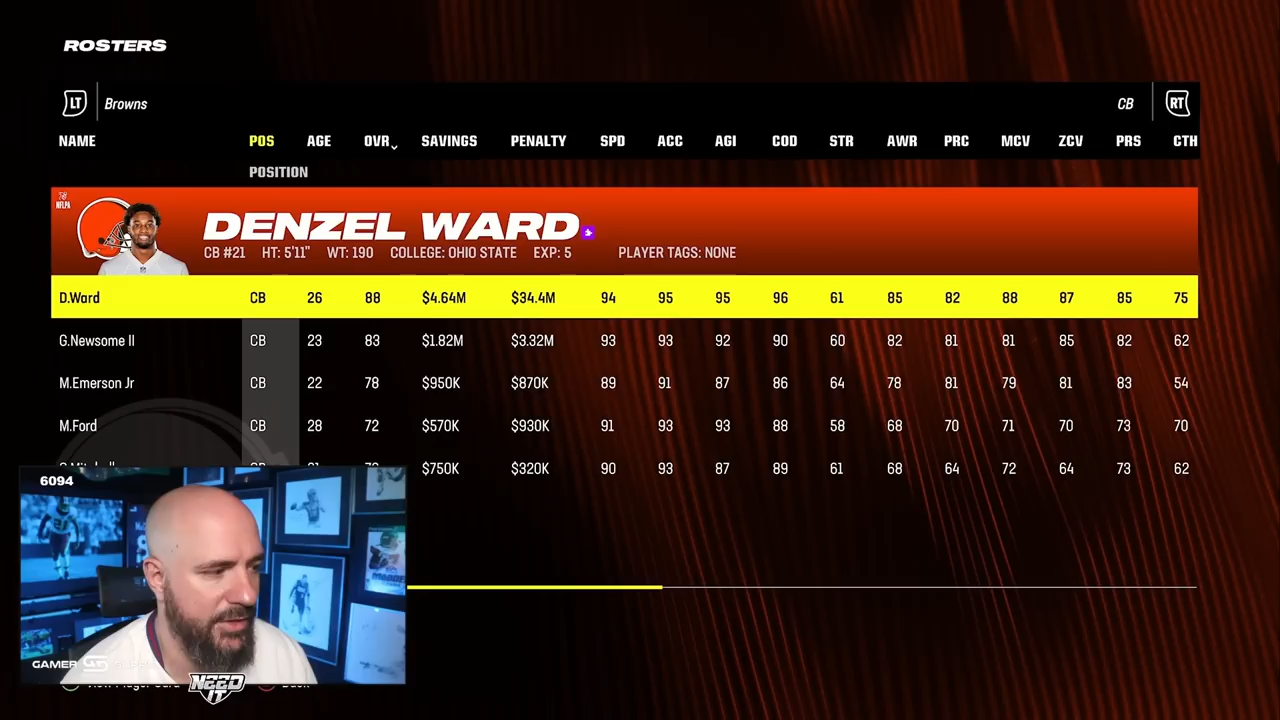 ROSTERS
LT Browns CB RT
NAME POS AGE OVR SAVINGS PENALTY SPD ACC AGI COD STR AWR PRC MCV ZCV PRS CTH
POSITION
NFLPA
DENZEL WARD
CB #21 HT: 5'11" WT: 190 COLLEGE: OHIO STATE EXP: 5 PLAYER TAGS: NONE
D.Ward CB 26 88 $4.64M $34.4M 94 95 95 96 61 85 82 88 87 85 75
G.Newsome II CB 23 83 $1.82M $3.32M 93 93 92 90 60 82 81 81 85 82 62
M.Emerson Jr CB 22 78 $950K $870K 89 91 87 86 64 78 81 79 81 83 54
M.Ford CB 28 72 $570K $930K 91 93 93 88 58 68 70 71 70 73 70
$750K $320K 90 93 87 89 61 68 64 72 64 73 62
6094
GAMER
NEED IT